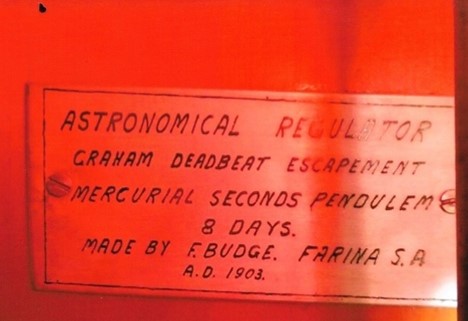 ASTRONOMICAL REGULATOR
GRAHAM DEADBEAT ESCAPEMENT
MERCURIAL SECONDS PENDULEM
8 DAYS.
MADE BY F.BUDGE. FARINA S.A
A.D. 1903.